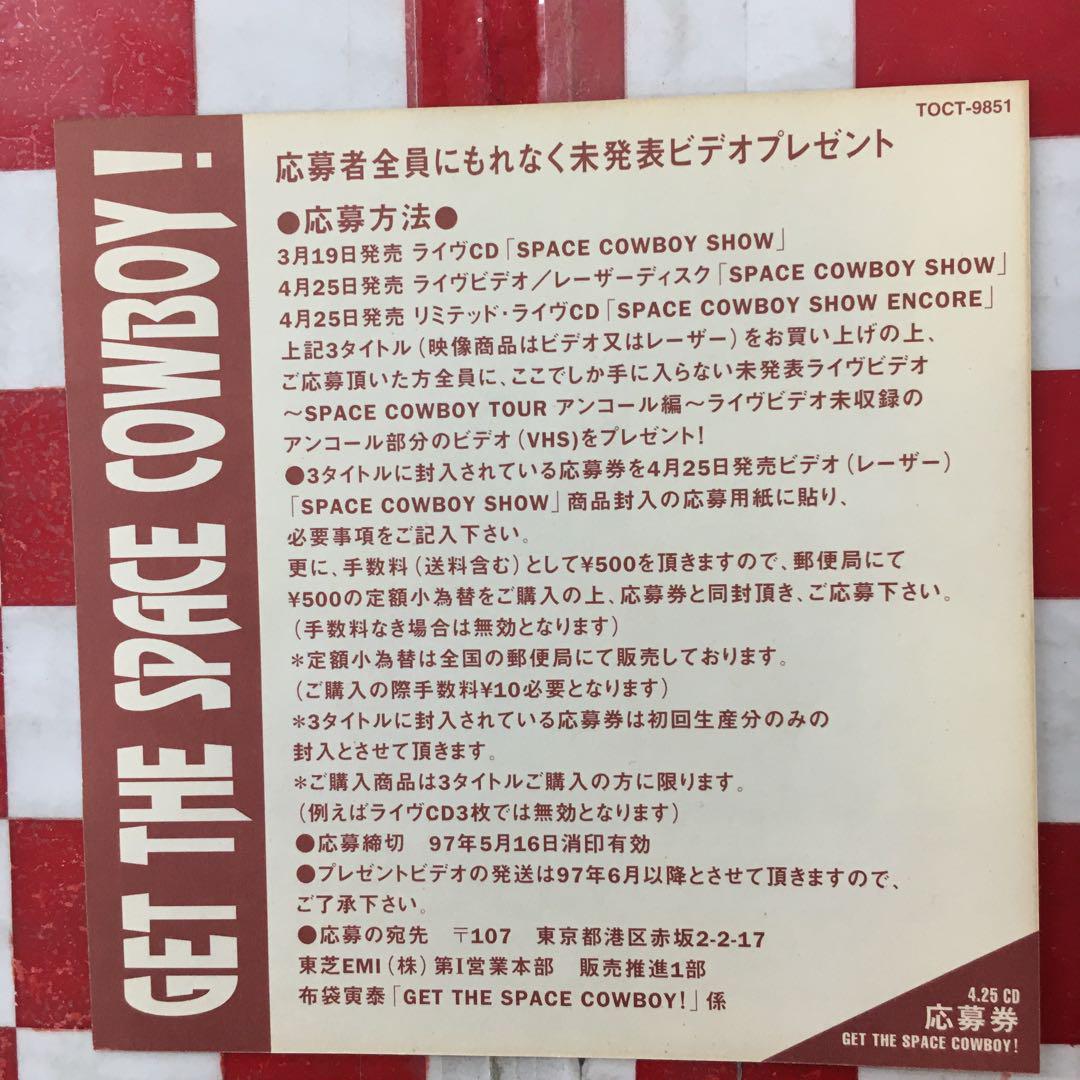 GET THE SPACE COWBOY!
TOCT-9851
応募者全員にもれなく未発表ビデオプレゼント
●応募方法●
3月19日発売 ライヴCD「SPACE COWBOY SHOW」
4月25日発売 ライヴビデオ/レーザーディスク「SPACE COWBOY SHOW」
4月25日発売 リミテッド・ライヴCD「SPACE COWBOY SHOW ENCORE」
上記3タイトル(映像商品はビデオ又はレーザー)をお買い上げの上、
ご応募頂いた方全員に、ここでしか手に入らない未発表ライヴビデオ
〜SPACE COWBOY TOUR アンコール編〜ライヴビデオ未収録の
アンコール部分のビデオ(VHS)をプレゼント!
●3タイトルに封入されている応募券を4月25日発売ビデオ(レーザー)
「SPACE COWBOY SHOW」商品封入の応募用紙に貼り、
必要事項をご記入下さい。
更に、手数料(送料含む)として¥500を頂きますので、郵便局にて
¥500の定額小為替をご購入の上、応募券と同封頂き、ご応募下さい。
(手数料なき場合は無効となります)
*定額小為替は全国の郵便局にて販売しております。
(ご購入の際手数料¥10必要となります)
*3タイトルに封入されている応募券は初回生産分のみの
封入とさせて頂きます。
*ご購入商品は3タイトルご購入の方に限ります。
(例えばライヴCD3枚では無効となります)
●応募締切 97年5月16日消印有効
●プレゼントビデオの発送は97年6月以降とさせて頂きますので、
ご了承下さい。
●応募の宛先 〒107 東京都港区赤坂2-2-17
東芝EMI(株)第I営業本部 販売推進1部
布袋寅泰「GET THE SPACE COWBOY!」係
4.25 CD
応募券
GET THE SPACE COWBOY!